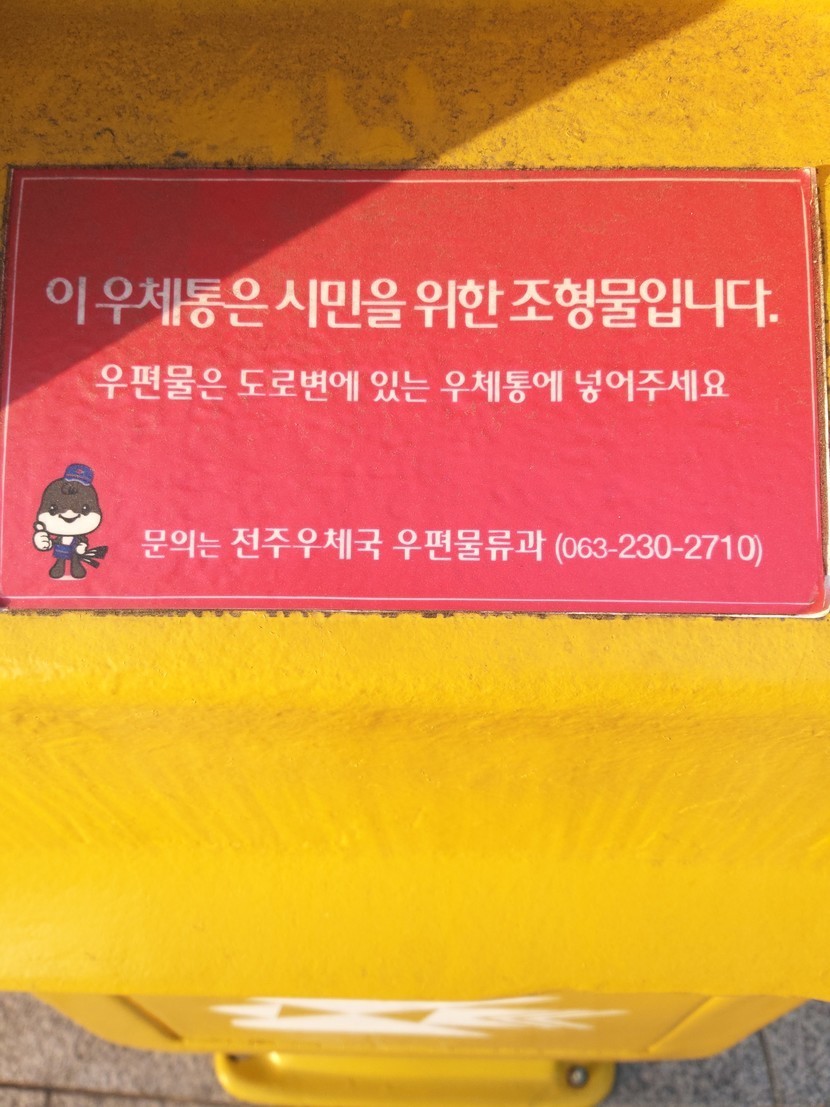 이 우체통은 시민을 위한 조형물입니다.
우편물은 도로변에 있는 우체통에 넣어주세요
문의는 전주우체국 우편물류과 (063-230-2710)